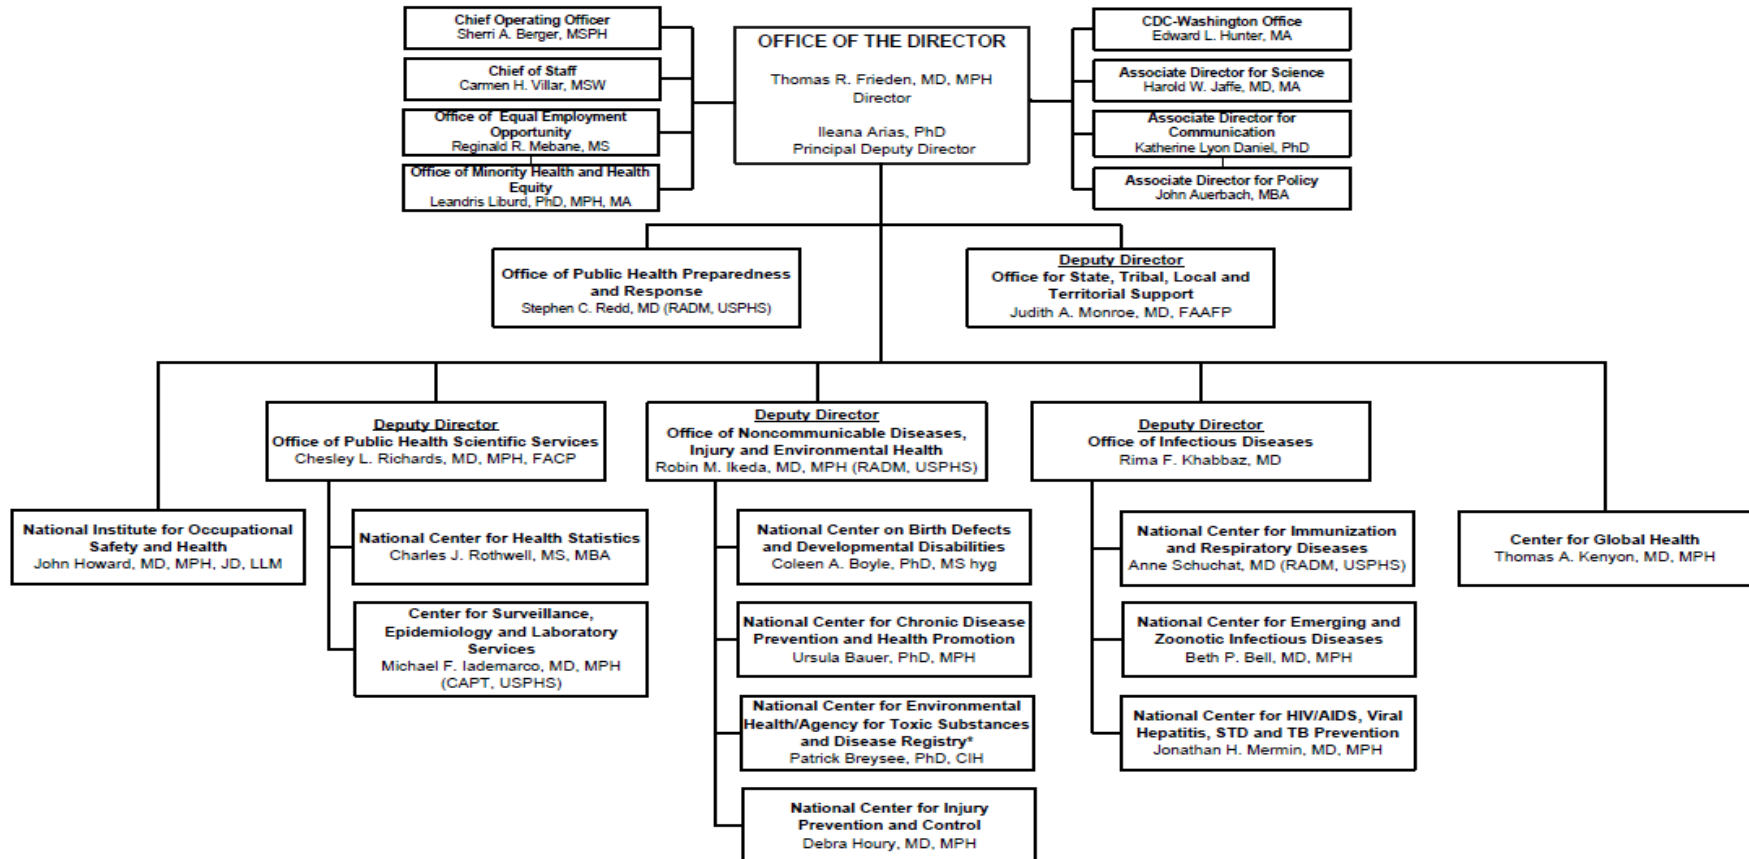 Chief Operating Officer
Sherri A. Berger, MSPH
Chief of Staff
Carmen H. Villar, MSW
Office of Equal Employment
Opportunity
Reginald R. Mebane, MS
Office of Minority Health and Health
Equity
Leandris Liburd, PhD, MPH, MA
OFFICE OF THE DIRECTOR
Thomas R. Frieden, MD, MPH
Director
Ileana Arias, PhD
Principal Deputy Director
CDC-Washington Office
Edward L. Hunter, MA
Associate Director for Science
Harold W. Jaffe, MD, MA
Associate Director for
Communication
Katherine Lyon Daniel, PhD
Associate Director for Policy
John Auerbach, MBA
Office of Public Health Preparedness
and Response
Stephen C. Redd, MD (RADM, USPHS)
Deputy Director
Office for State, Tribal, Local and
Territorial Support
Judith A. Monroe, MD, FAAFP
Deputy Director
Office of Public Health Scientific Services
Chesley L. Richards, MD, MPH, FACP
Deputy Director
Office of Noncommunicable Diseases,
Injury and Environmental Health
Robin M. Ikeda, MD, MPH (RADM, USPHS)
Deputy Director
Office of Infectious Diseases
Rima F. Khabbaz, MD
National Institute for Occupational
Safety and Health
John Howard, MD, MPH, JD, LLM
National Center for Health Statistics
Charles J. Rothwell, MS, MBA
Center for Surveillance,
Epidemiology and Laboratory
Services
Michael F. Iademarco, MD, MPH
(CAPT, USPHS)
National Center on Birth Defects
and Developmental Disabilities
Coleen A. Boyle, PhD, MS hyg
National Center for Chronic Disease
Prevention and Health Promotion
Ursula Bauer, PhD, MPH
National Center for Environmental
Health/Agency for Toxic Substances
and Disease Registry*
Patrick Breysee, PhD, CIH
National Center for Injury
Prevention and Control
Debra Houry, MD, MPH
National Center for Immunization
and Respiratory Diseases
Anne Schuchat, MD (RADM, USPHS)
National Center for Emerging and
Zoonotic Infectious Diseases
Beth P. Bell, MD, MPH
National Center for HIV/AIDS, Viral
Hepatitis, STD and TB Prevention
Jonathan H. Mermin, MD, MPH
Center for Global Health
Thomas A. Kenyon, MD, MPH